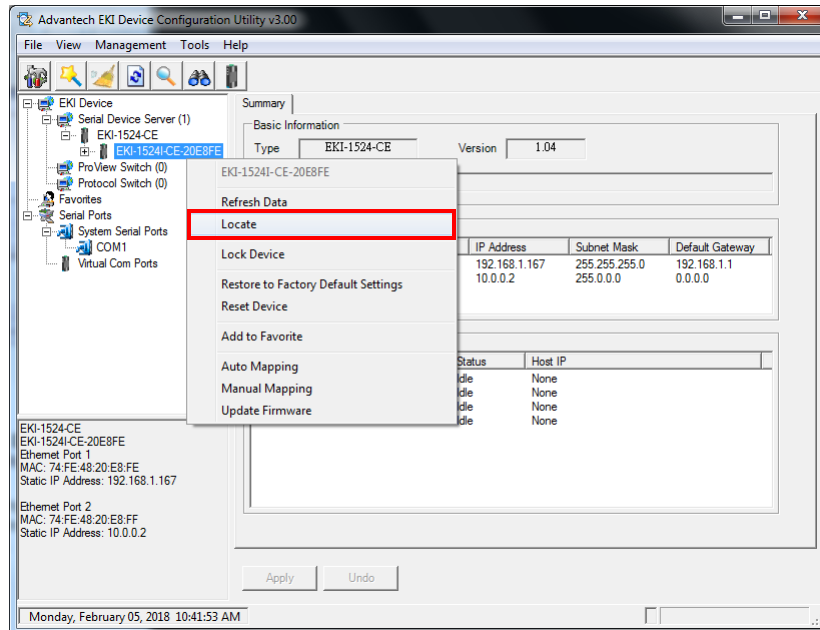 Advantech EKI Device Configuration Utility v3.00
File View Management Tools Help
EKI Device
Serial Device Server (1)
EKI-1524-CE
EKI-1524I-CE-20E8FE
ProView Switch (0)
Protocol Switch (0)
Favorites
Serial Ports
System Serial Ports
COM1
Virtual Com Ports
EKI-1524-CE
EKI-1524I-CE-20E8FE
Ethernet Port 1
MAC: 74:FE:48:20:E8:FE
Static IP Address: 192.168.1.167
Ethernet Port 2
MAC: 74:FE:48:20:E8:FF
Static IP Address: 10.0.0.2
Summary
Basic Information
Type EKI-1524-CE Version 1.04
EKI-1524I-CE-20E8FE
Refresh Data
Locate
Lock Device
Restore to Factory Default Settings
Reset Device
Add to Favorite
Auto Mapping
Manual Mapping
Update Firmware
IP Address Subnet Mask Default Gateway
192.168.1.167 255.255.255.0 192.168.1.1
10.0.0.2 255.0.0.0 0.0.0.0
Status Host IP
dle None
dle None
dle None
dle None
Apply Undo
Monday, February 05, 2018 10:41:53 AM